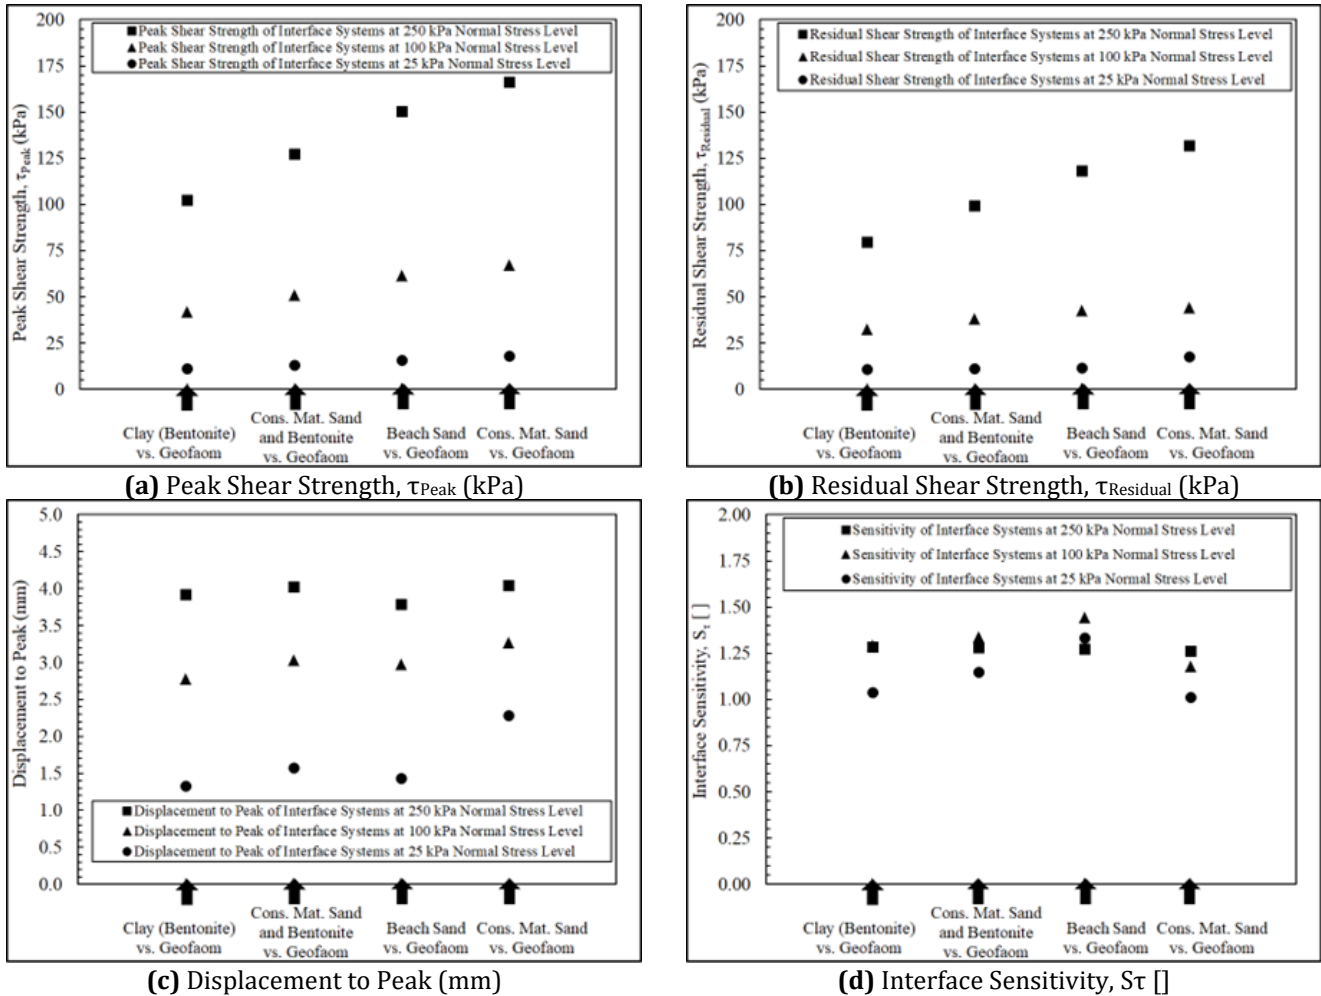 200
175
150
125
100
75
50
25
0
Peak Shear Strength, τPeak (kPa)
Peak Shear Strength of Interface Systems at 250 kPa Normal Stress Level
Peak Shear Strength of Interface Systems at 100 kPa Normal Stress Level
Peak Shear Strength of Interface Systems at 25 kPa Normal Stress Level
Clay (Bentonite)
vs. Geofaom
Cons. Mat. Sand
and Bentonite
vs. Geofaom
Beach Sand
vs. Geofaom
Cons. Mat. Sand
vs. Geofaom
(a) Peak Shear Strength, τPeak (kPa)
200
175
150
125
100
75
50
25
0
Residual Shear Strength, τResidual (kPa)
Residual Shear Strength of Interface Systems at 250 kPa Normal Stress Level
Residual Shear Strength of Interface Systems at 100 kPa Normal Stress Level
Residual Shear Strength of Interface Systems at 25 kPa Normal Stress Level
Clay (Bentonite)
vs. Geofaom
Cons. Mat. Sand
and Bentonite
vs. Geofaom
Beach Sand
vs. Geofaom
Cons. Mat. Sand
vs. Geofaom
(b) Residual Shear Strength, τResidual (kPa)
5.0
4.5
4.0
3.5
3.0
2.5
2.0
1.5
1.0
0.5
0.0
Displacement to Peak (mm)
Displacement to Peak of Interface Systems at 250 kPa Normal Stress Level
Displacement to Peak of Interface Systems at 100 kPa Normal Stress Level
Displacement to Peak of Interface Systems at 25 kPa Normal Stress Level
Clay (Bentonite)
vs. Geofaom
Cons. Mat. Sand
and Bentonite
vs. Geofaom
Beach Sand
vs. Geofaom
Cons. Mat. Sand
vs. Geofaom
(c) Displacement to Peak (mm)
2.00
1.75
1.50
1.25
1.00
0.75
0.50
0.25
0.00
Interface Sensitivity, Sτ [ ]
Sensitivity of Interface Systems at 250 kPa Normal Stress Level
Sensitivity of Interface Systems at 100 kPa Normal Stress Level
Sensitivity of Interface Systems at 25 kPa Normal Stress Level
Clay (Bentonite)
vs. Geofaom
Cons. Mat. Sand
and Bentonite
vs. Geofaom
Beach Sand
vs. Geofaom
Cons. Mat. Sand
vs. Geofaom
(d) Interface Sensitivity, Sτ []